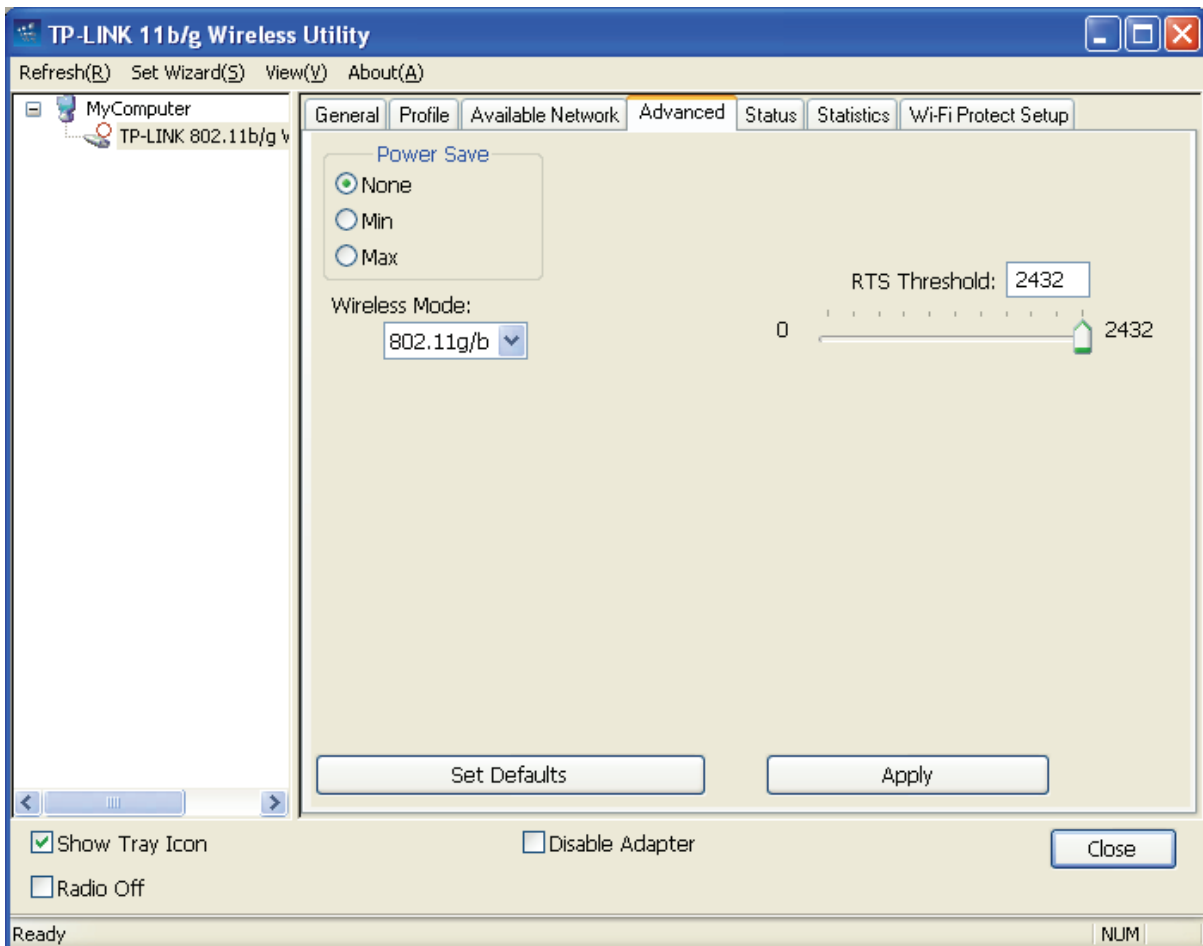 TP-LINK 11b/g Wireless Utility
Refresh(R) Set Wizard(S) View(V) About(A)
MyComputer
TP-LINK 802.11b/g W
General Profile Available Network Advanced Status Statistics Wi-Fi Protect Setup
Power Save
None
Min
Max
Wireless Mode:
802.11g/b
RTS Threshold: 2432
0 2432
Set Defaults Apply
Show Tray Icon Disable Adapter Close
Radio Off
Ready NUM